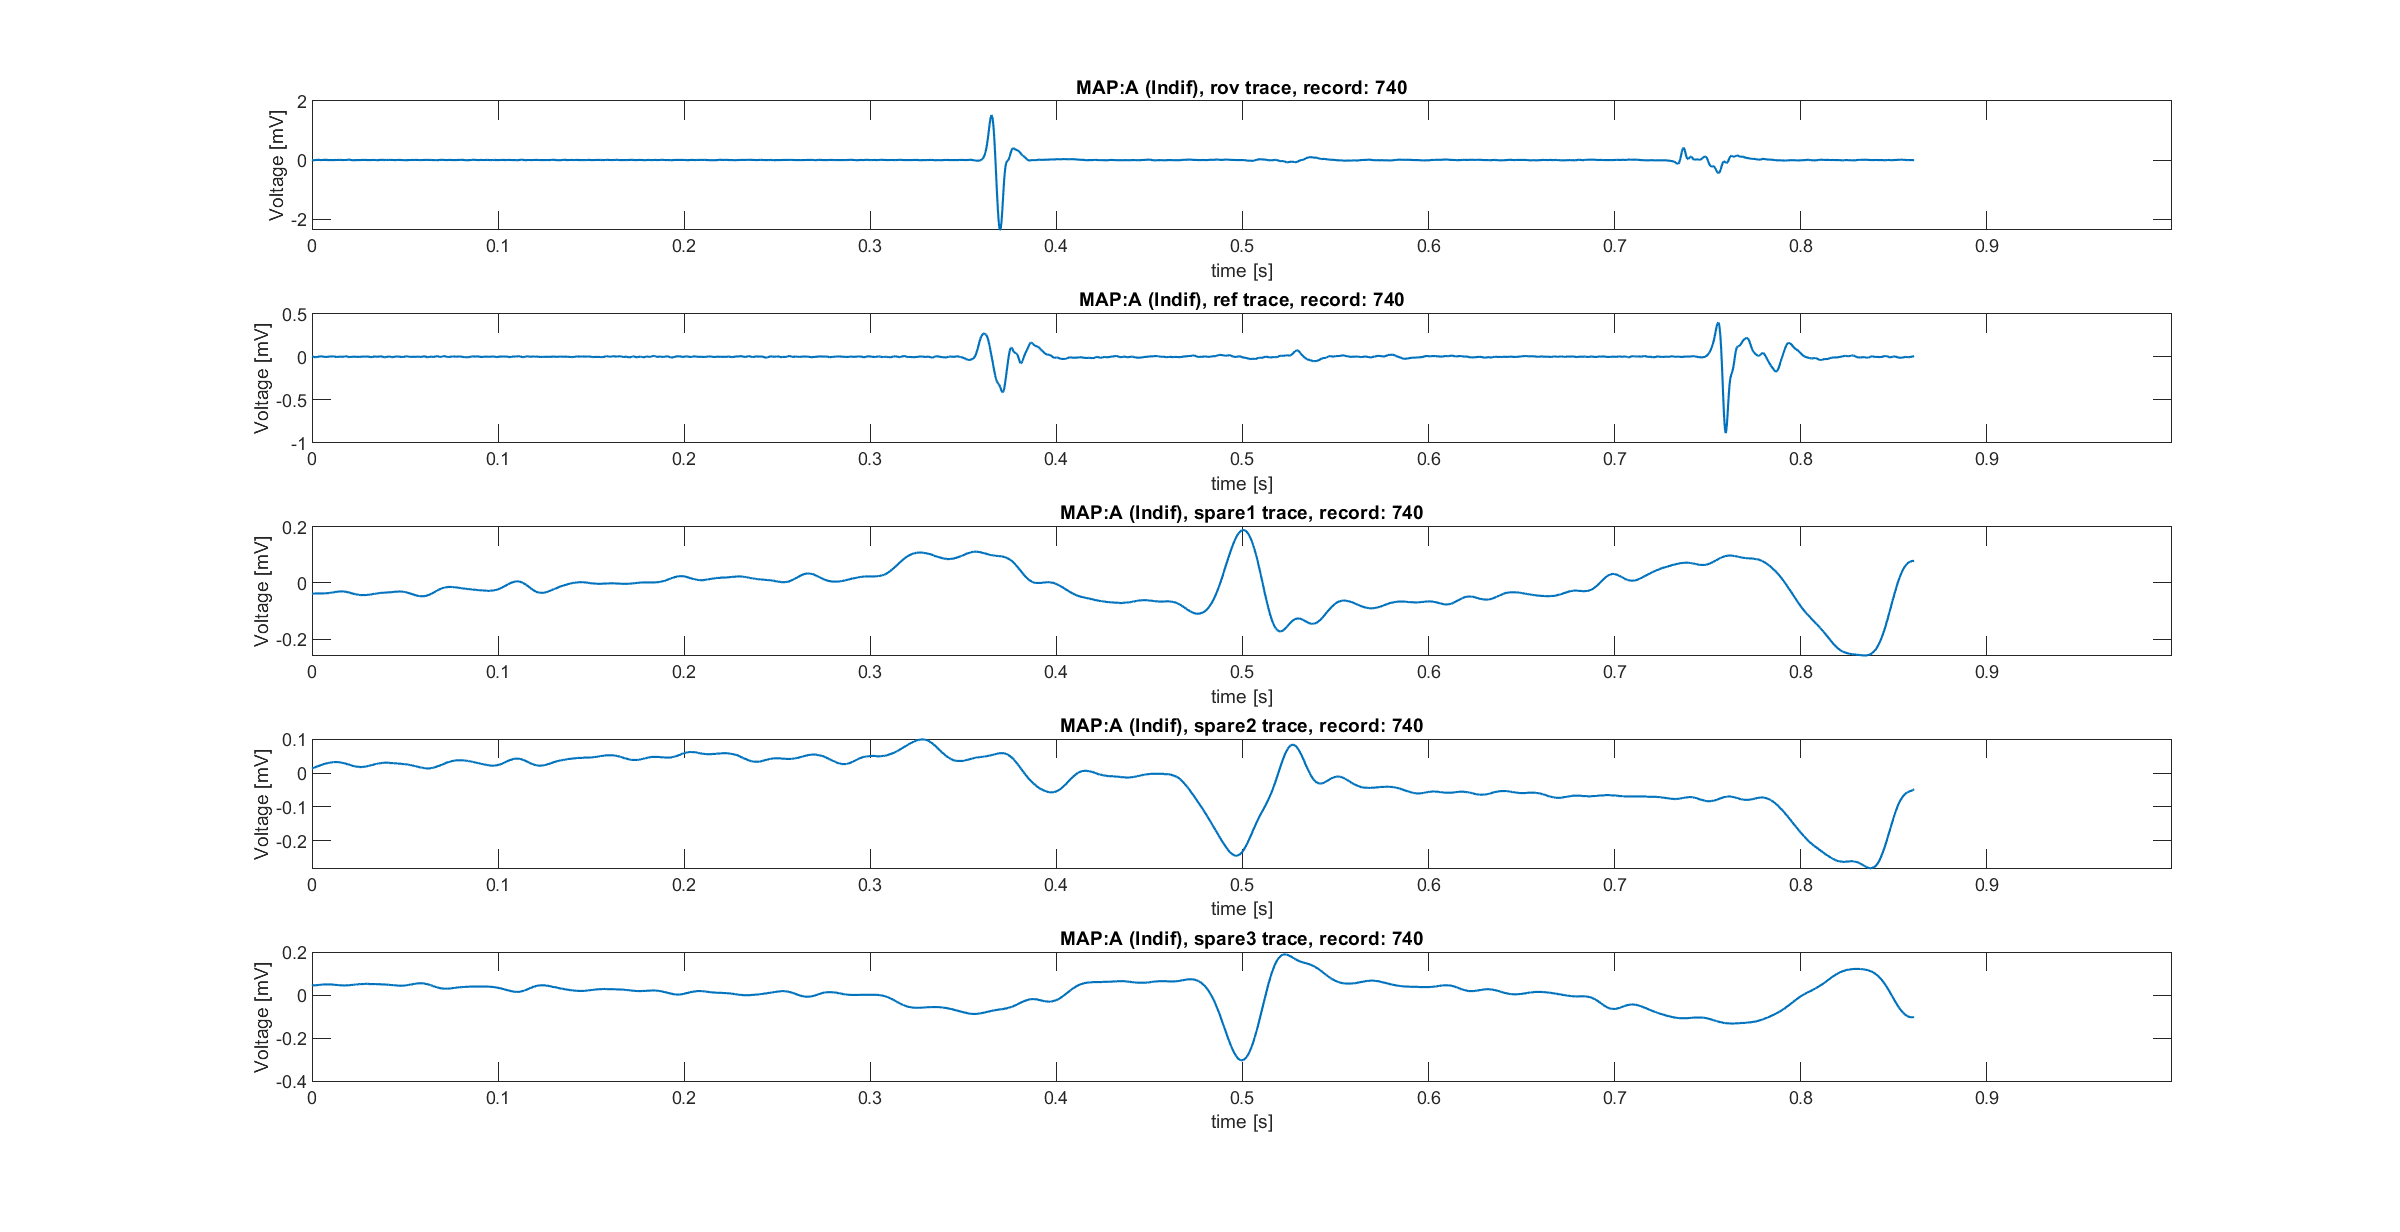 MAP:A (Indif), rov trace, record: 740
Voltage [mV]
2
0
-2
0 0.1 0.2 0.3 0.4 0.5 0.6 0.7 0.8 0.9
time [s]
MAP:A (Indif), ref trace, record: 740
Voltage [mV]
0.5
0
-0.5
-1
0 0.1 0.2 0.3 0.4 0.5 0.6 0.7 0.8 0.9
time [s]
MAP:A (Indif), spare1 trace, record: 740
Voltage [mV]
0.2
0
-0.2
0 0.1 0.2 0.3 0.4 0.5 0.6 0.7 0.8 0.9
time [s]
MAP:A (Indif), spare2 trace, record: 740
Voltage [mV]
0.1
0
-0.1
-0.2
0 0.1 0.2 0.3 0.4 0.5 0.6 0.7 0.8 0.9
time [s]
MAP:A (Indif), spare3 trace, record: 740
Voltage [mV]
0.2
0
-0.2
-0.4
0 0.1 0.2 0.3 0.4 0.5 0.6 0.7 0.8 0.9
time [s]